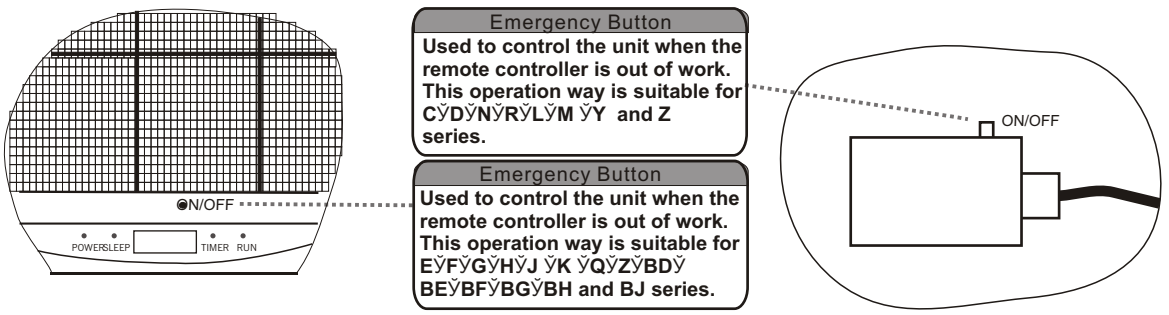 Emergency Button
Used to control the unit when the
remote controller is out of work.
This operation way is suitable for
CЎDЎNЎRЎLЎM ЎY and Z
series.
ON/OFF
Emergency Button
Used to control the unit when the
remote controller is out of work.
This operation way is suitable for
EЎFЎGЎHЎJ ЎK ЎQЎZЎBDЎ
BEЎBFЎBGЎBH and BJ series.
ON/OFF
POWER SLEEP TIMER RUN